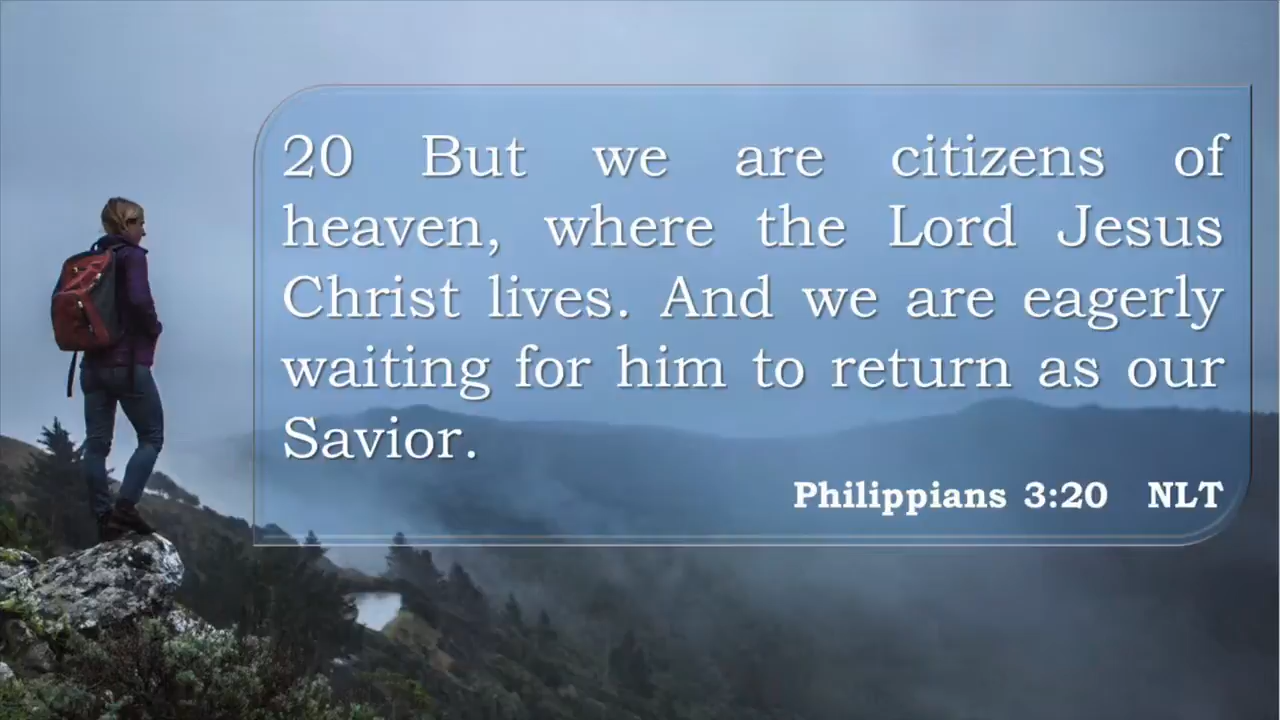 20 But we are citizens of
heaven, where the Lord Jesus
Christ lives. And we are eagerly
waiting for him to return as our
Savior.
Philippians 3:20 NLT